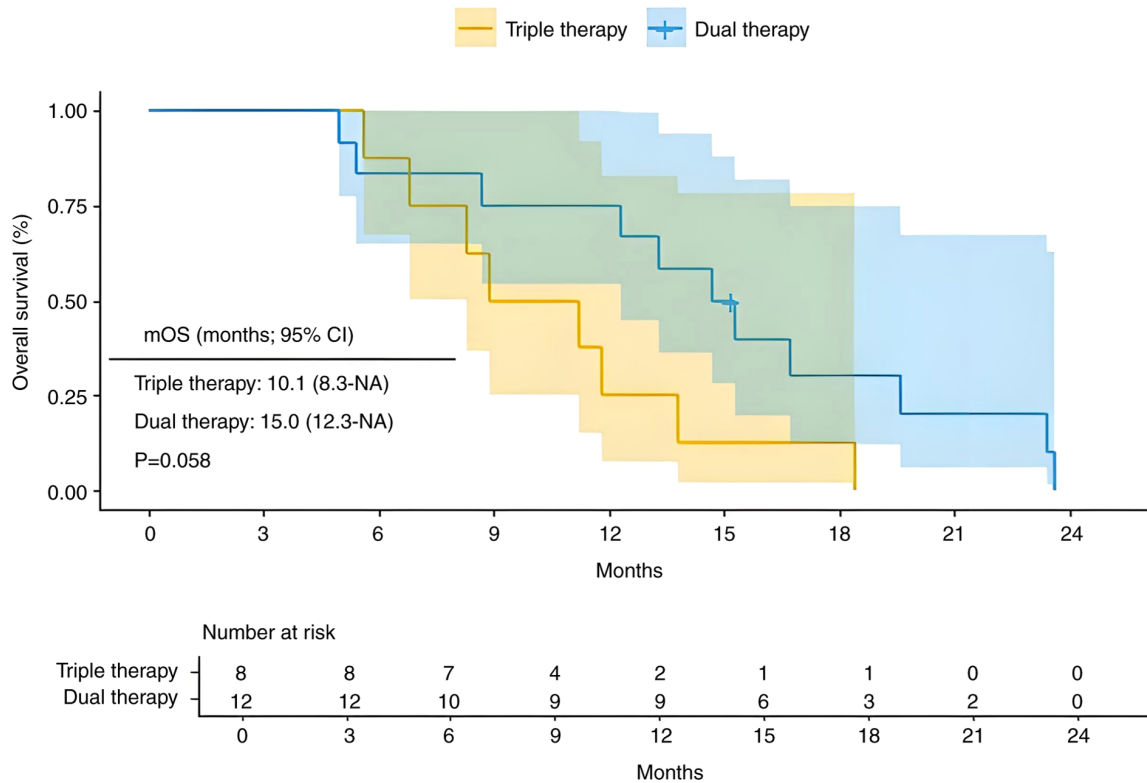 Triple therapy Dual therapy
1.00
0.75
0.50
0.25
0.00
Overall survival (%)
mOS (months; 95% CI)
Triple therapy: 10.1 (8.3-NA)
Dual therapy: 15.0 (12.3-NA)
P=0.058
0 3 6 9 12 15 18 21 24
Months
Number at risk
Triple therapy 8 8 7 4 2 1 1 0 0
Dual therapy 12 12 10 9 9 6 3 2 0
0 3 6 9 12 15 18 21 24
Months